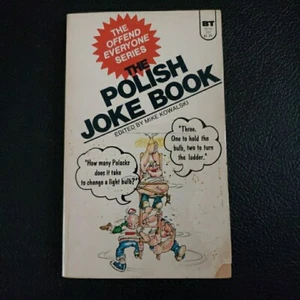 THE
OFFEND
EVERYONE
SERIES
BT
THE
POLISH
JOKE BOOK
EDITED BY MIKE KOWALSKI
"Three.
One to hold the
bulb, two to turn
the ladder."
"How many Polacks
does it take
to change a light bulb?"